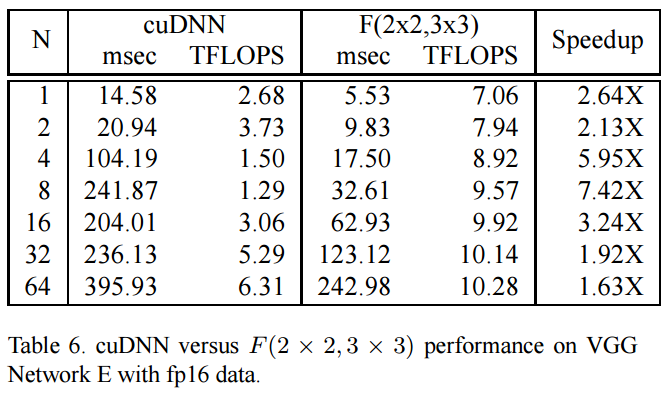 N cuDNN F(2x2,3x3) Speedup
msec TFLOPS msec TFLOPS
1 14.58 2.68 5.53 7.06 2.64X
2 20.94 3.73 9.83 7.94 2.13X
4 104.19 1.50 17.50 8.92 5.95X
8 241.87 1.29 32.61 9.57 7.42X
16 204.01 3.06 62.93 9.92 3.24X
32 236.13 5.29 123.12 10.14 1.92X
64 395.93 6.31 242.98 10.28 1.63X
Table 6. cuDNN versus F(2 × 2, 3 × 3) performance on VGG
Network E with fp16 data.